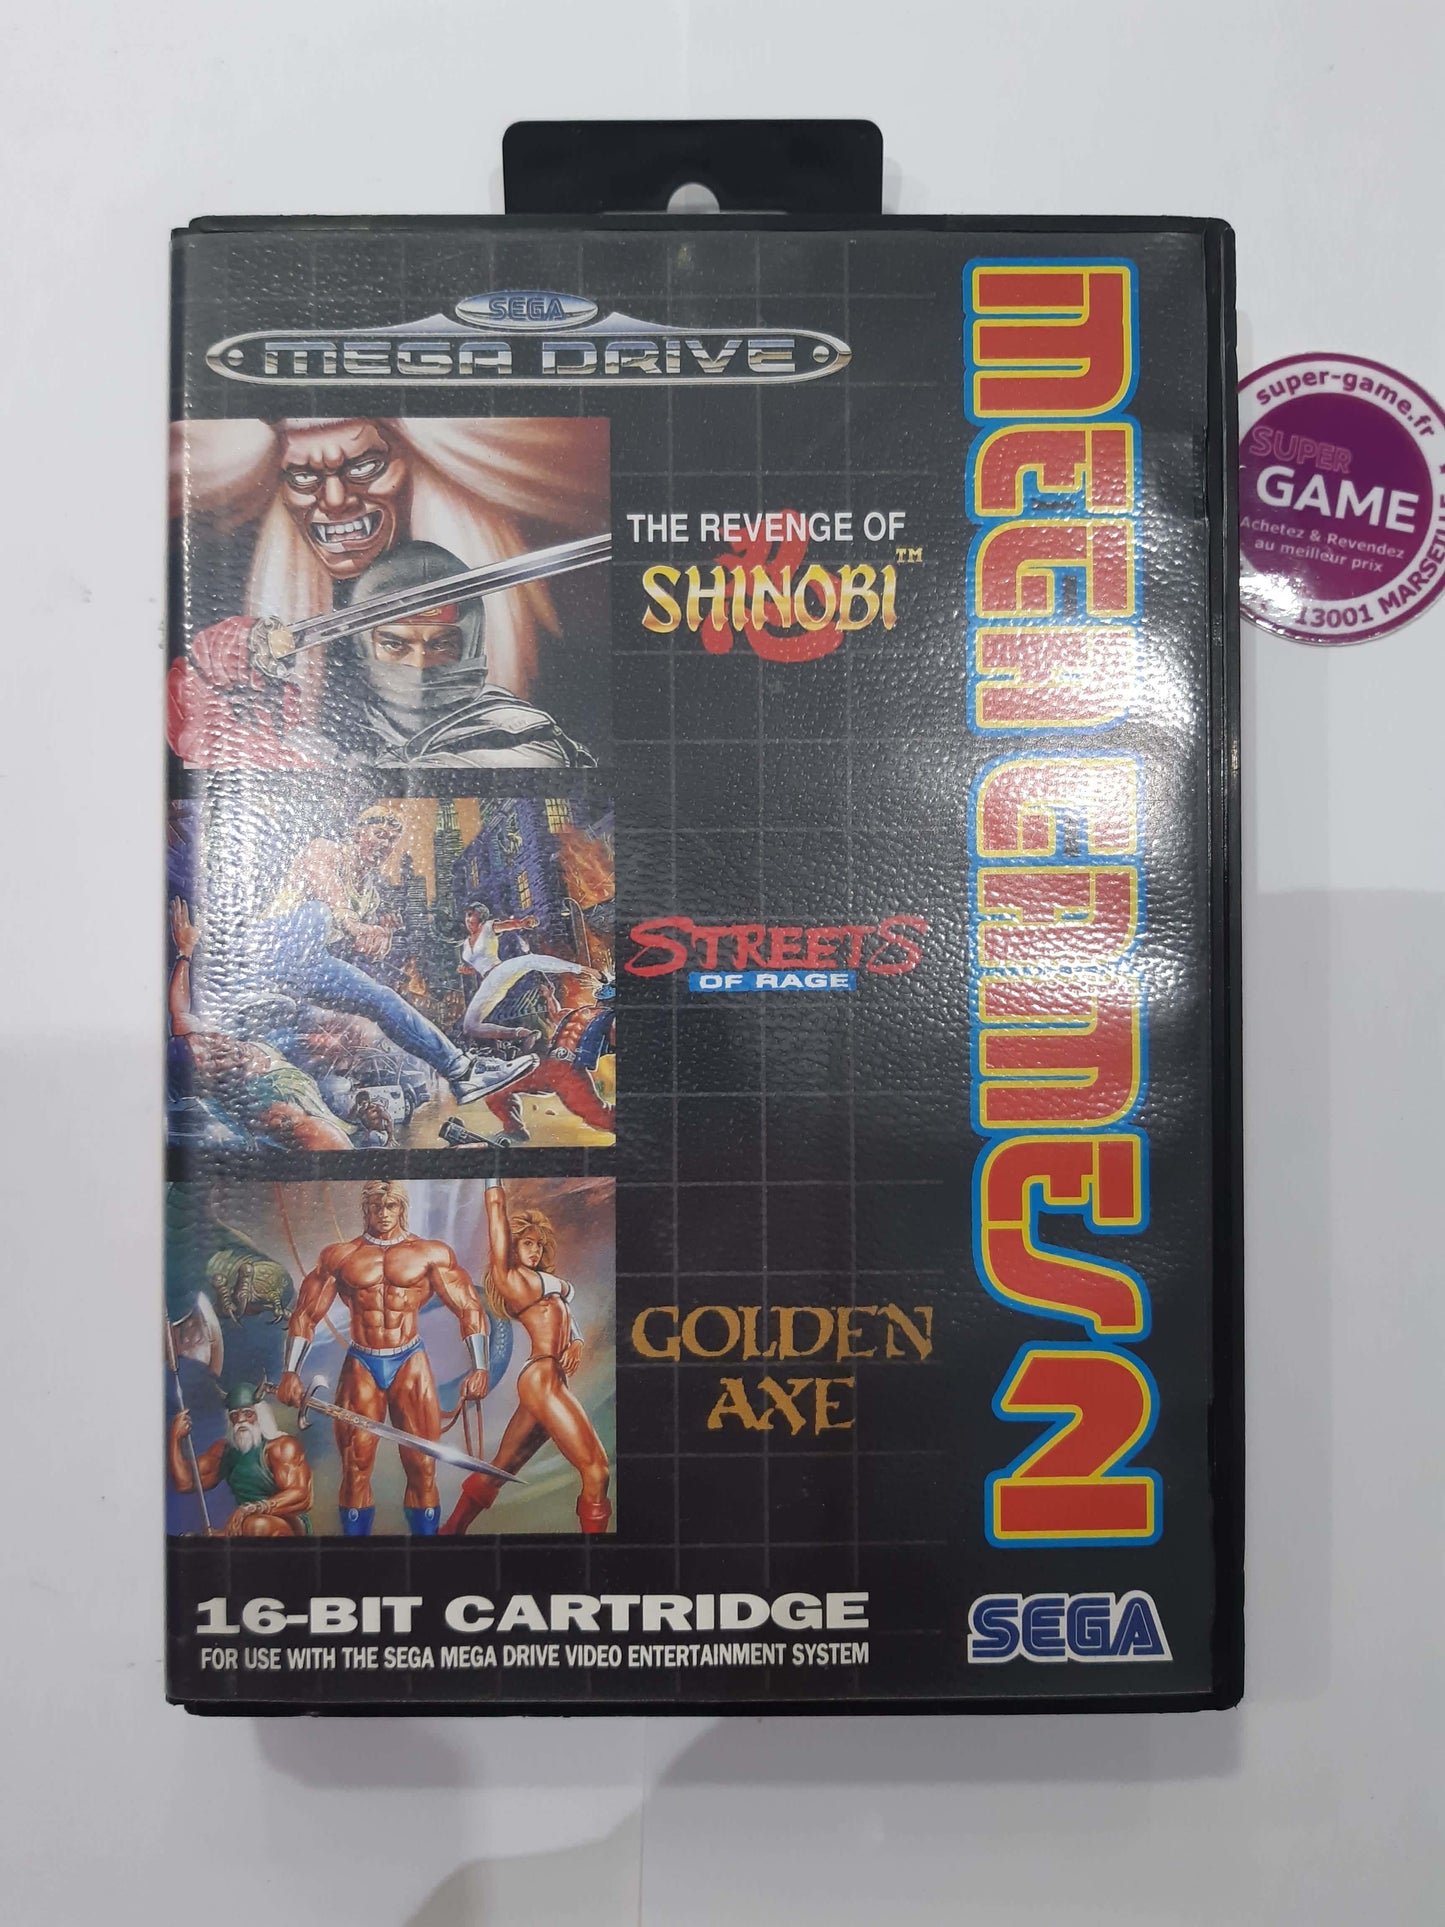 SEGA
MEGA DRIVE
THE REVENGE OF
SHINOBI™
忍
STREETS
OF RAGE
GOLDEN
AXE
MEGA GAMES 2
16-BIT CARTRIDGE
FOR USE WITH THE SEGA MEGA DRIVE VIDEO ENTERTAINMENT SYSTEM
SEGA
super-game.fr
SUPER
GAME
Achetez & Revendez
au meilleur prix
13001